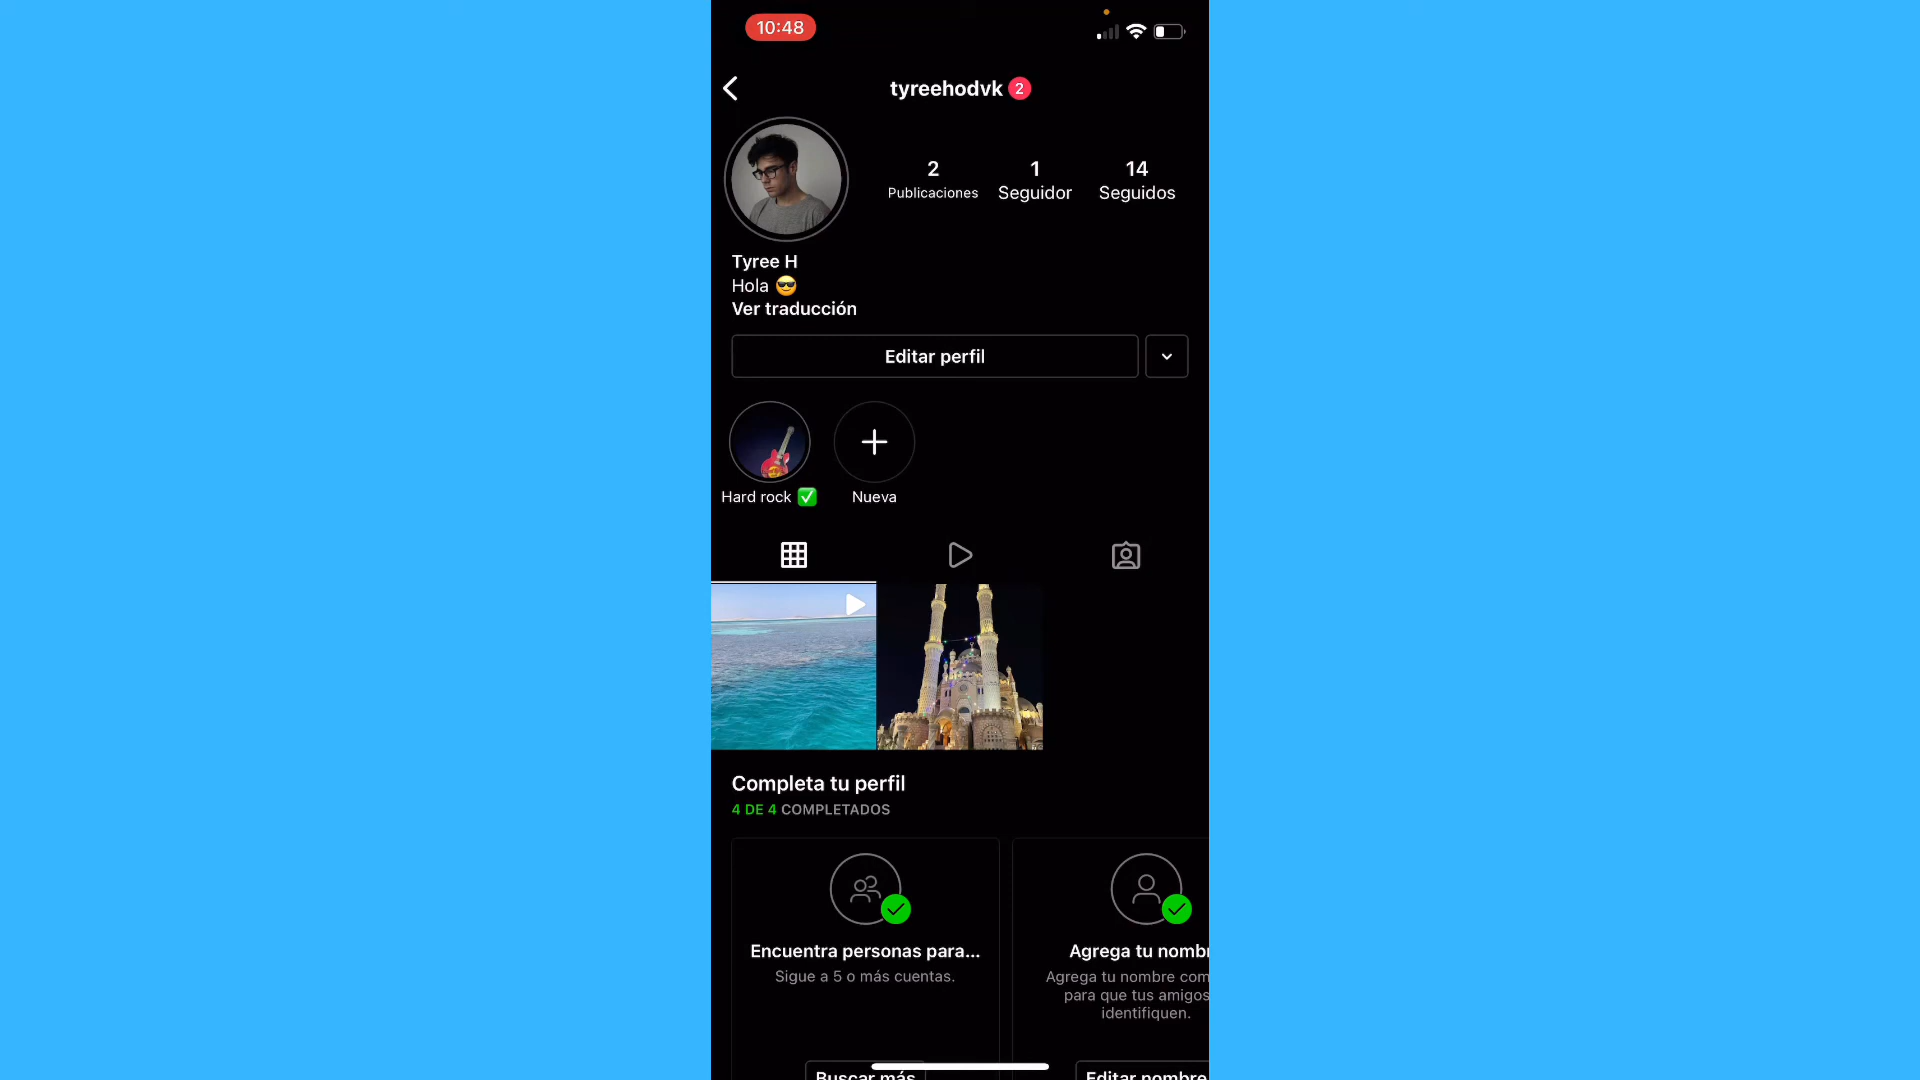 10:48
tyreehodvk 2
2 1 14
Publicaciones Seguidor Seguidos
Tyree H
Hola 😎
Ver traducción
Editar perfil
Hard rock ✅ Nueva
Completa tu perfil
4 DE 4 COMPLETADOS
Encuentra personas para...
Sigue a 5 o más cuentas.
Agrega tu nombr
Agrega tu nombre com
para que tus amigos
identifiquen.
Buscar más Editar nombre